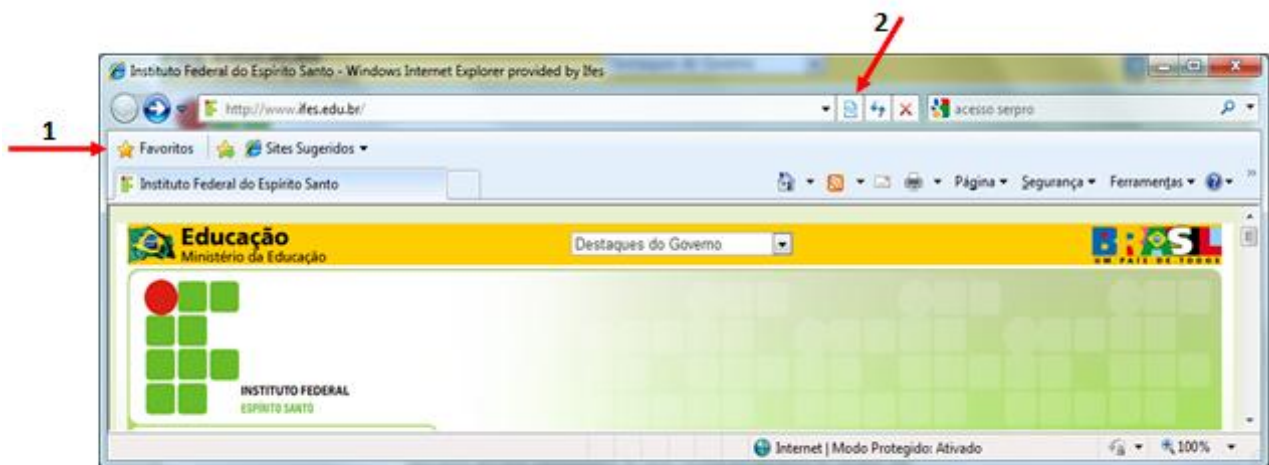 2
Instituto Federal do Espírito Santo - Windows Internet Explorer provided by Ifes
http://www.ifes.edu.br/
acesso serpro
1
Favoritos
Sites Sugeridos
Instituto Federal do Espírito Santo
Página
Segurança
Ferramentas
Educação
Ministério da Educação
Destaques do Governo
BRASIL
UM PAÍS DE TODOS
INSTITUTO FEDERAL
ESPÍRITO SANTO
Internet | Modo Protegido: Ativado
100%